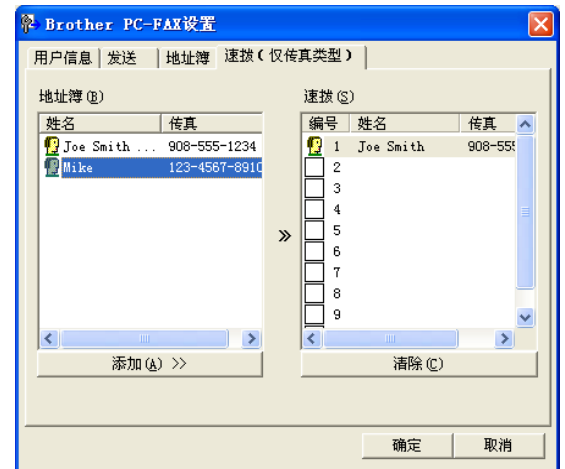 Brother PC-FAX设置
用户信息 发送 地址簿 速拨(仅传真类型)
地址簿(B) 速拨(S)
姓名 传真 编号 姓名 传真
Joe Smith ... 908-555-1234 1 Joe Smith 908-555
Mike 123-4567-8910 2
3
4
5
6
7
8
9
添加(A) >> 清除(C)
确定 取消